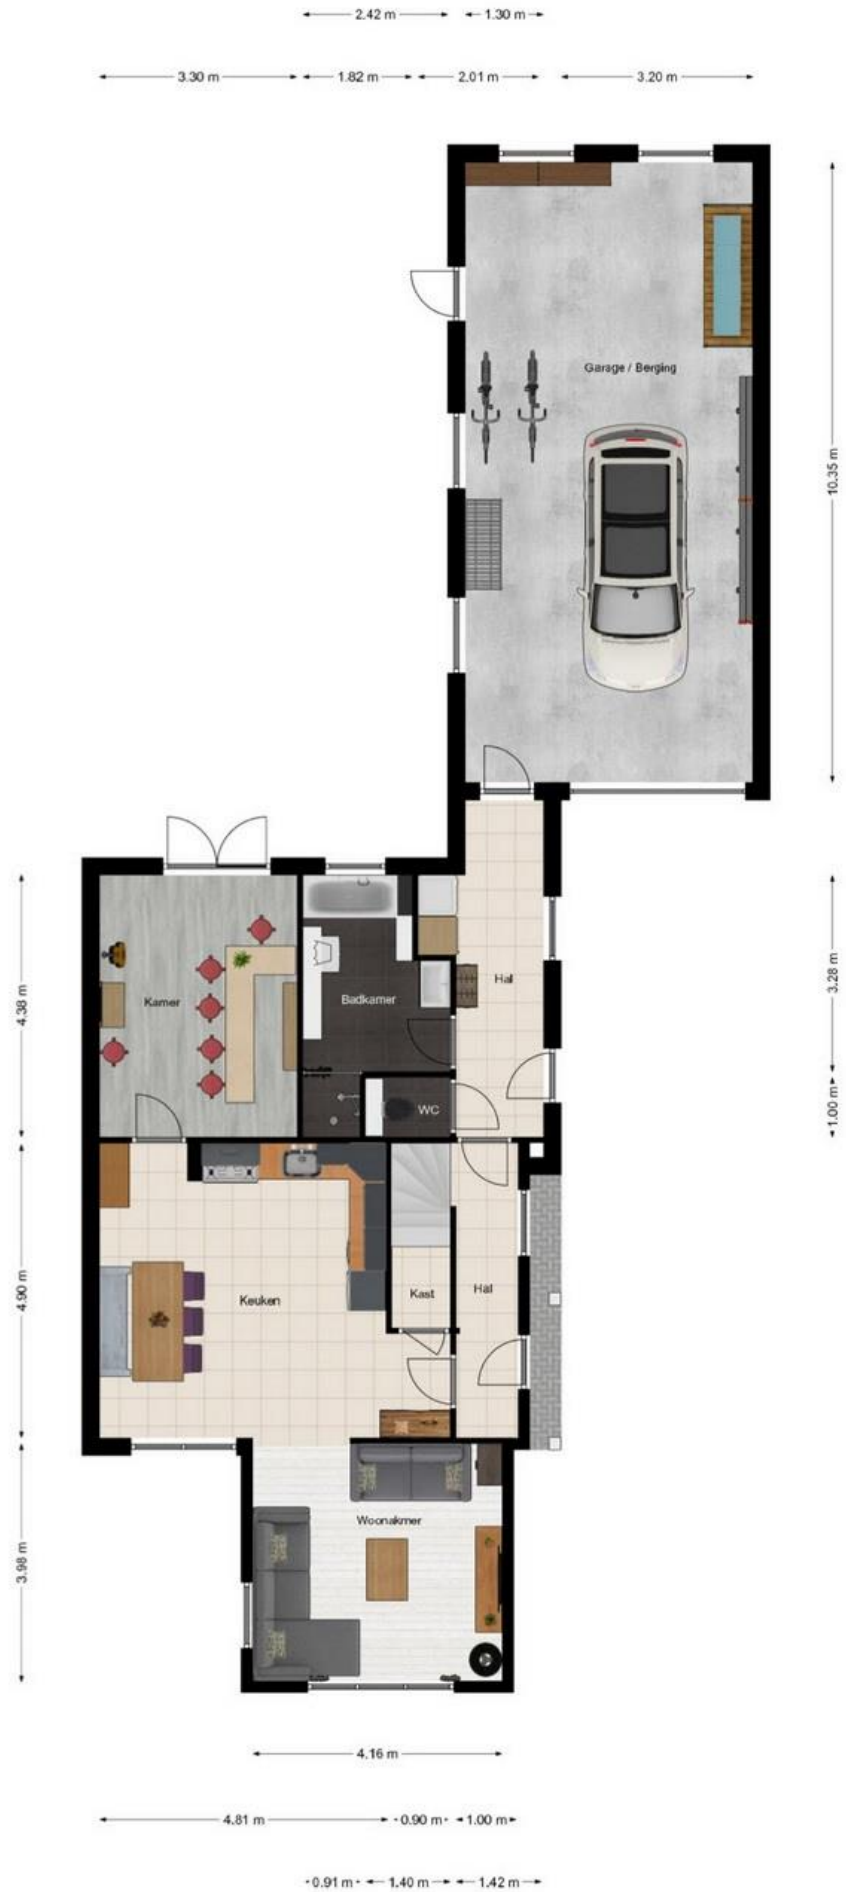 2.42 m
1.30 m
3.30 m
1.82 m
2.01 m
3.20 m
Garage / Berging
10.35 m
4.38 m
Kamer
Badkamer
Hal
3.28 m
WC
1.00 m
4.90 m
Keuken
Kast
Hal
3.98 m
Woonakmer
4.16 m
4.81 m
0.90 m
1.00 m
0.91 m
1.40 m
1.42 m